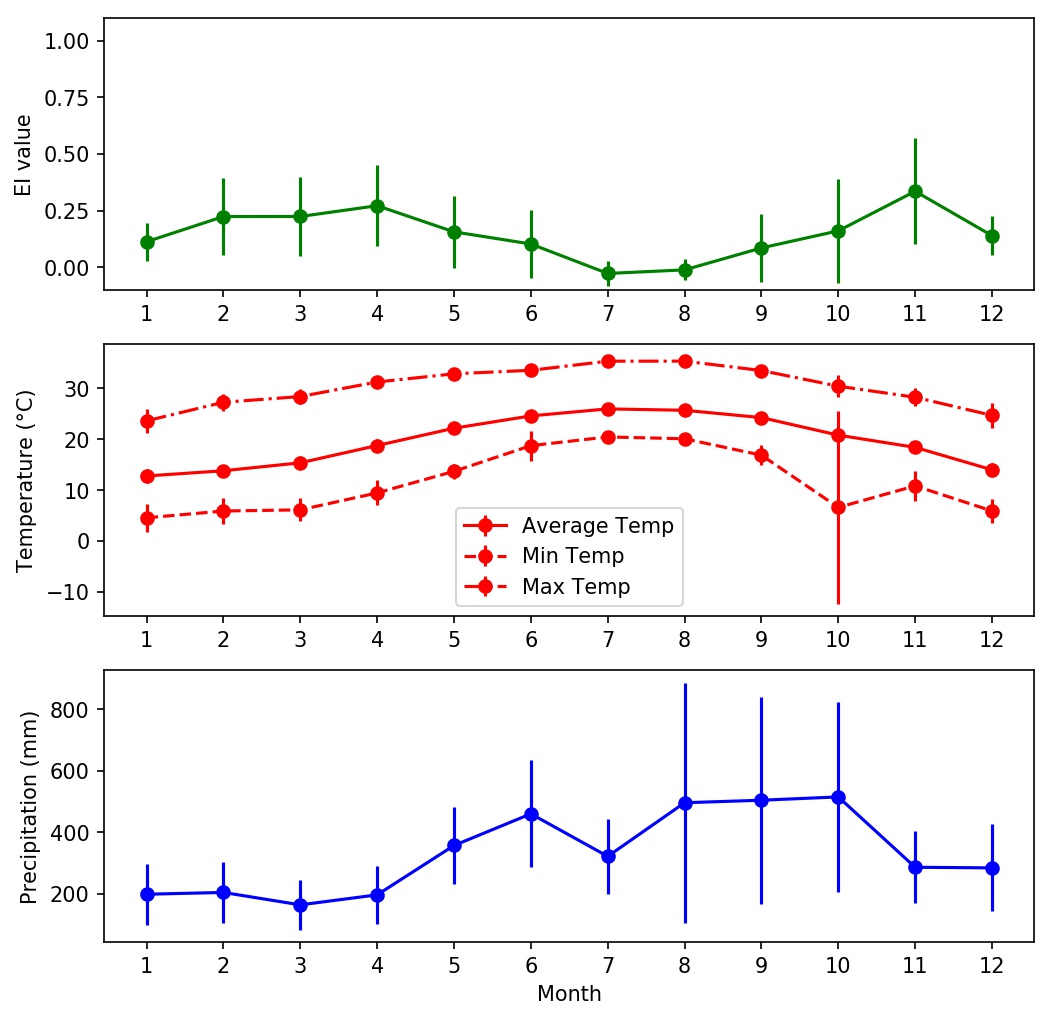 EI value
1.00
0.75
0.50
0.25
0.00
1 2 3 4 5 6 7 8 9 10 11 12
Temperature (°C)
30
20
10
0
−10
Average Temp
Min Temp
Max Temp
1 2 3 4 5 6 7 8 9 10 11 12
Precipitation (mm)
800
600
400
200
1 2 3 4 5 6 7 8 9 10 11 12
Month